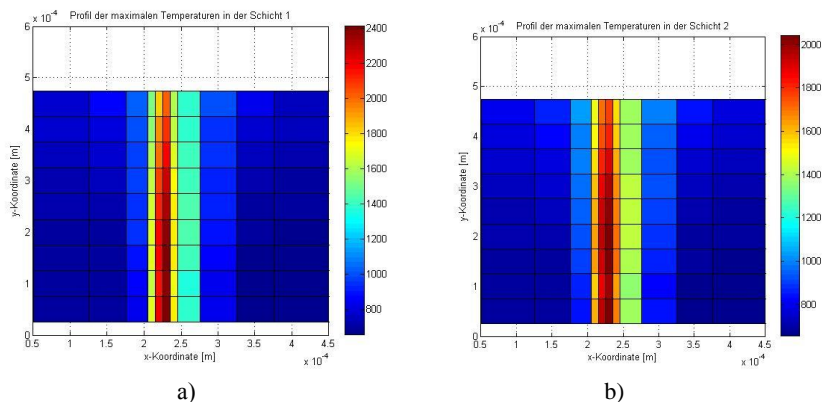 Profil der maximalen Temperaturen in der Schicht 1
x 10⁻⁴
6
5
4
3
2
1
0
y-Koordinate [m]
0.5 1 1.5 2 2.5 3 3.5 4 4.5
x-Koordinate [m]
x 10⁻⁴
2400
2200
2000
1800
1600
1400
1200
1000
800
a)
Profil der maximalen Temperaturen in der Schicht 2
x 10⁻⁴
6
5
4
3
2
1
0
y-Koordinate [m]
0.5 1 1.5 2 2.5 3 3.5 4 4.5
x-Koordinate [m]
x 10⁻⁴
2000
1800
1600
1400
1200
1000
800
b)